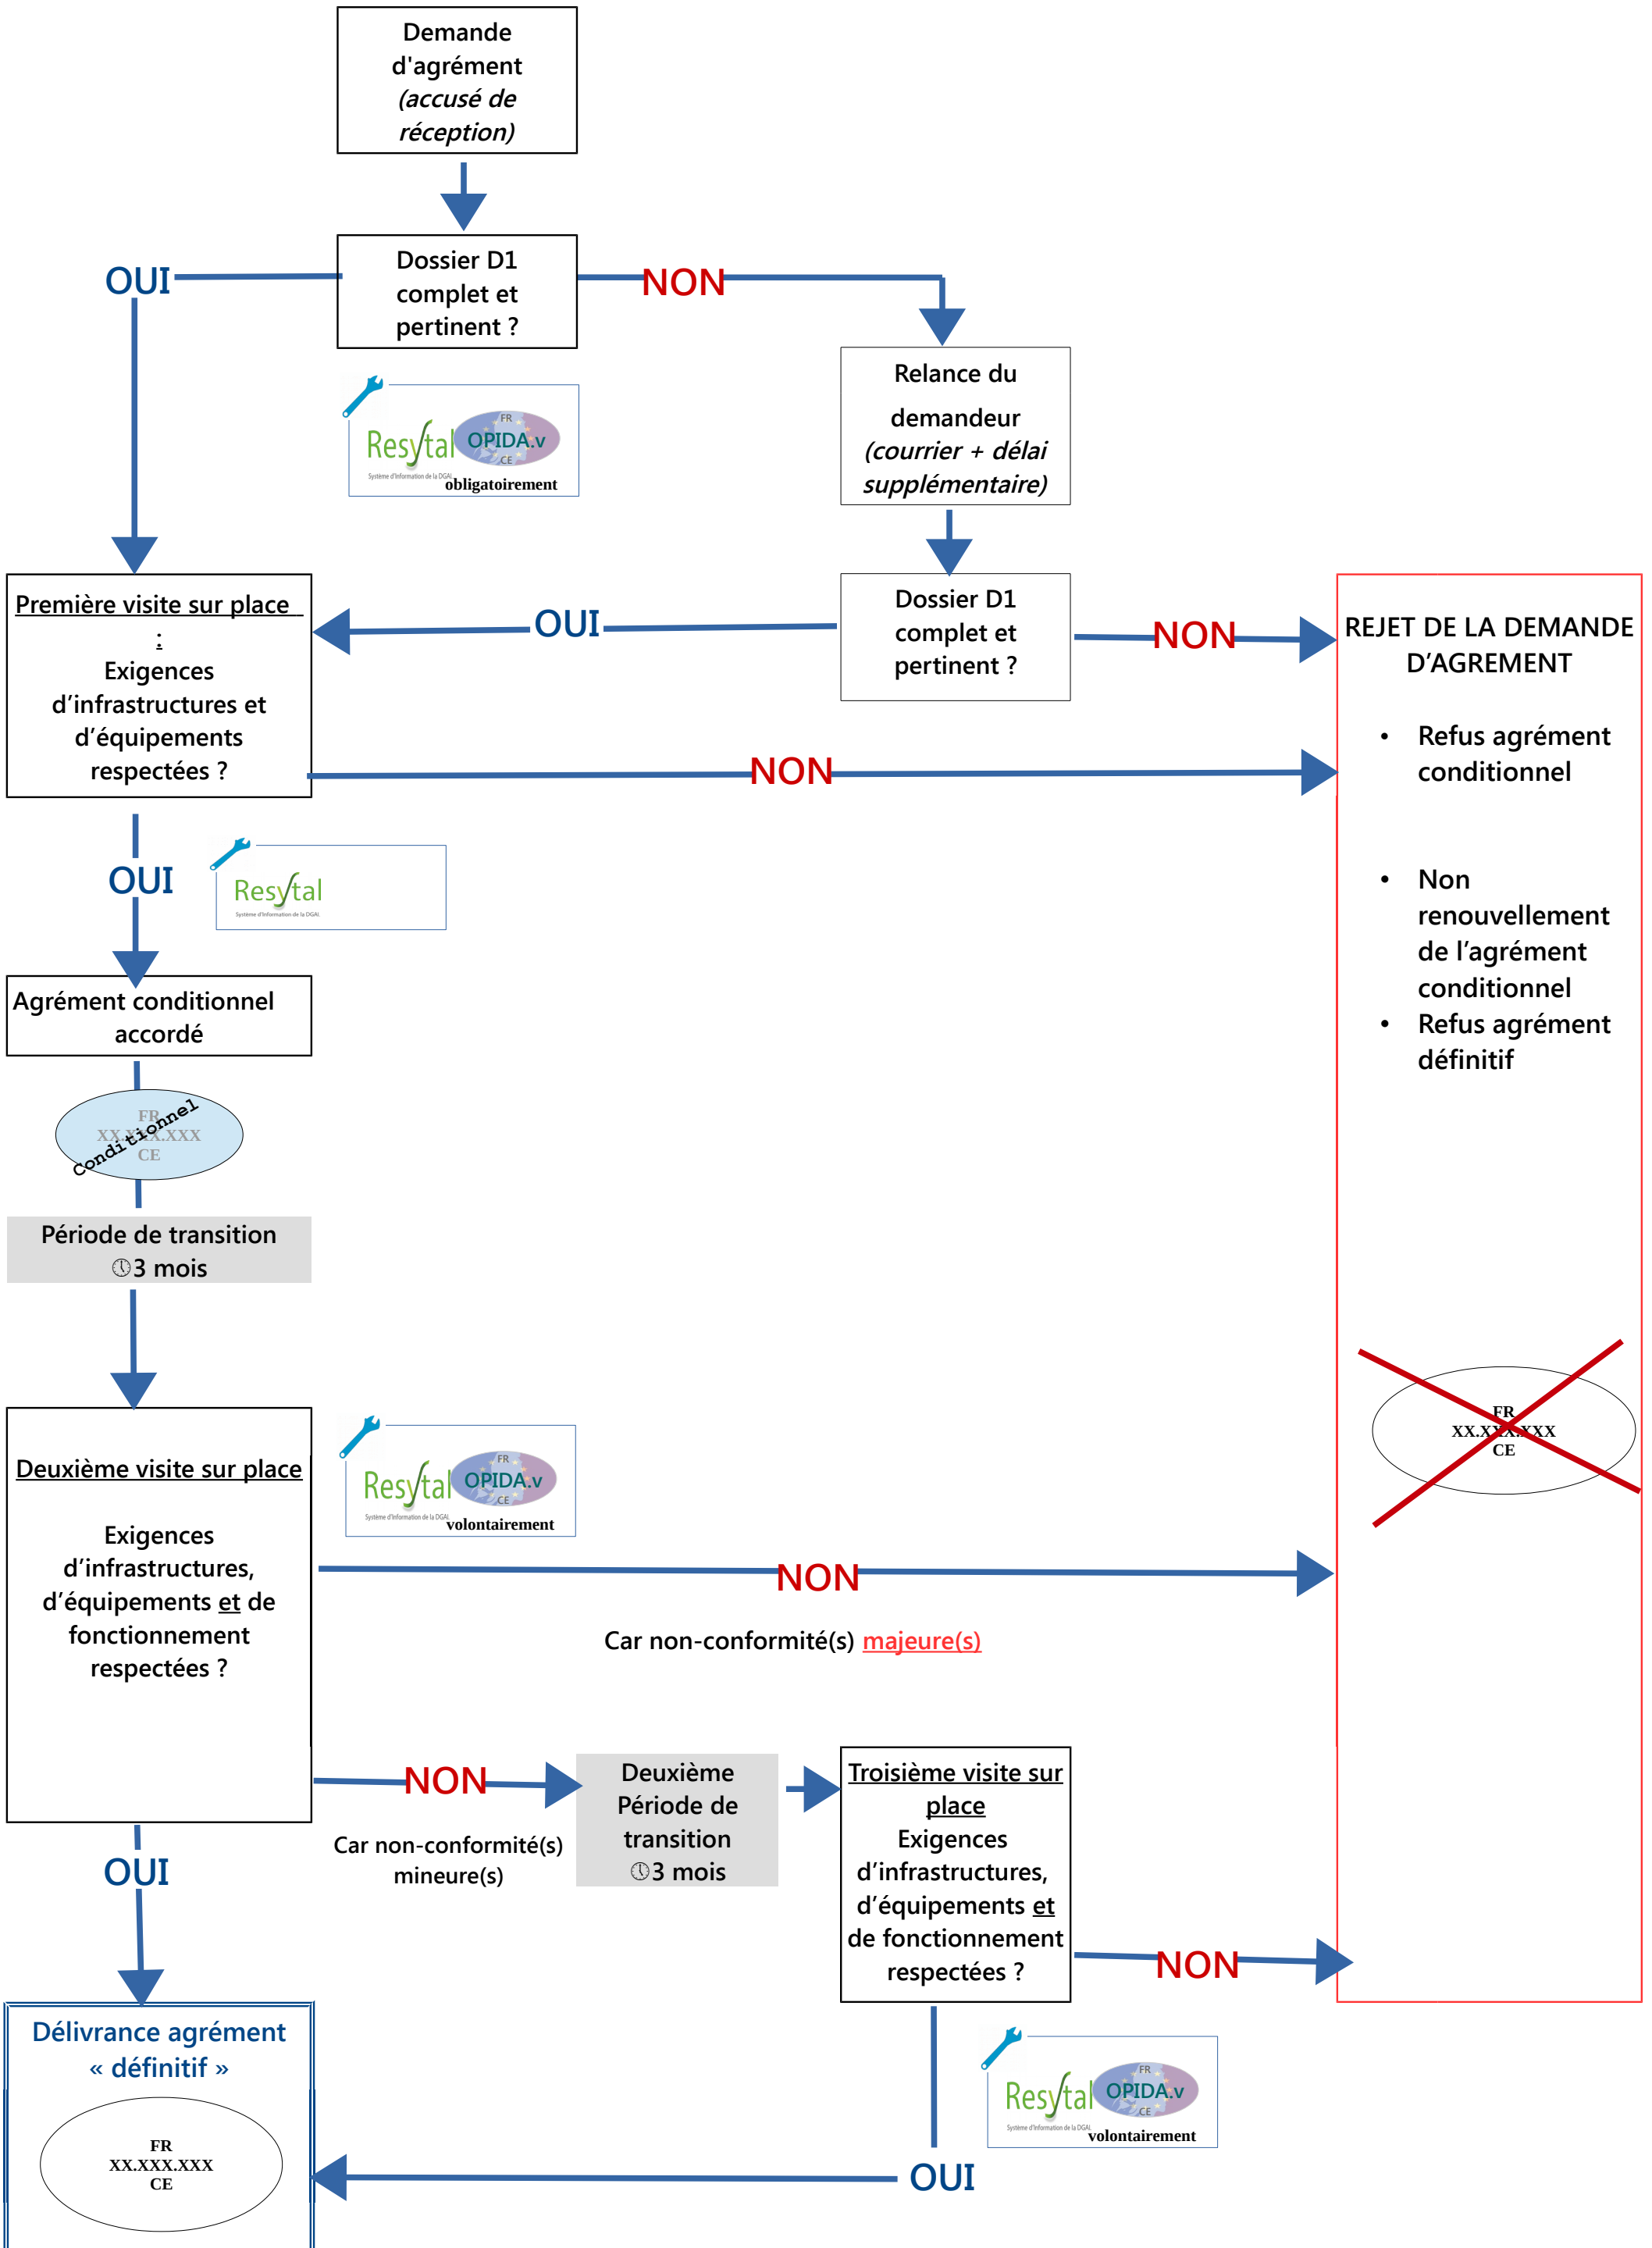 Demande
d'agrément
(accusé de
réception)
Dossier D1
complet et
pertinent ?
OUI
NON
Relance du
demandeur
(courrier + délai
supplémentaire)
Resytal
Système d'Information de la DGAL
FR
OPIDA.v
CE
obligatoirement
Première visite sur place
:
Exigences
d’infrastructures et
d’équipements
respectées ?
OUI
Dossier D1
complet et
pertinent ?
NON
REJET DE LA DEMANDE
D’AGREMENT
• Refus agrément
conditionnel
• Non
renouvellement
de l’agrément
conditionnel
• Refus agrément
définitif
NON
OUI
Resytal
Système d'Information de la DGAL
Agrément conditionnel
accordé
FR
XX.XXX.XXX
CE
Conditionnel
Période de transition
🕔3 mois
FR
XX.XXX.XXX
CE
Deuxième visite sur place
Exigences
d’infrastructures,
d’équipements et de
fonctionnement
respectées ?
Resytal
Système d'Information de la DGAL
FR
OPIDA.v
CE
volontairement
NON
Car non-conformité(s) majeure(s)
NON
Car non-conformité(s)
mineure(s)
Deuxième
Période de
transition
🕔3 mois
Troisième visite sur
place
Exigences
d’infrastructures,
d’équipements et
de fonctionnement
respectées ?
NON
OUI
Délivrance agrément
« définitif »
FR
XX.XXX.XXX
CE
Resytal
Système d'Information de la DGAL
FR
OPIDA.v
CE
volontairement
OUI